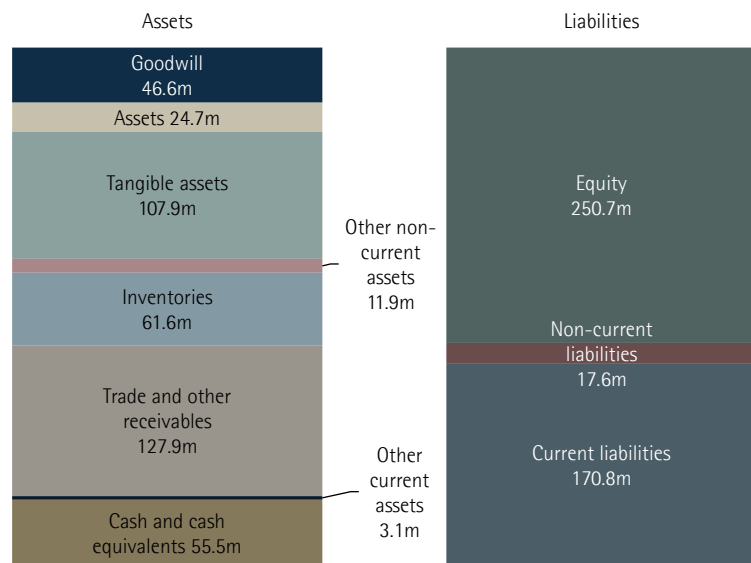 Assets
Goodwill
46.6m
Assets 24.7m
Tangible assets
107.9m
Other non-
current
assets
11.9m
Inventories
61.6m
Trade and other
receivables
127.9m
Other
current
assets
3.1m
Cash and cash
equivalents 55.5m
Liabilities
Equity
250.7m
Non-current
liabilities
17.6m
Current liabilities
170.8m